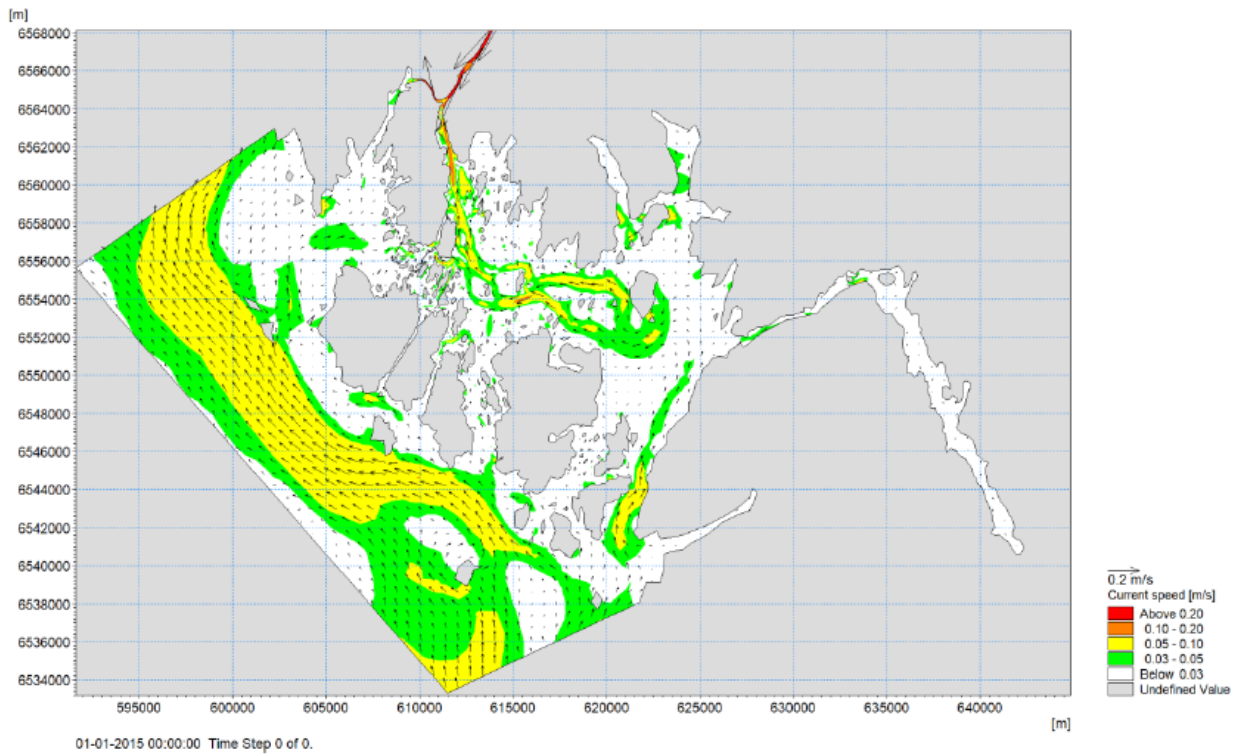 [m]
6568000
6566000
6564000
6562000
6560000
6558000
6556000
6554000
6552000
6550000
6548000
6546000
6544000
6542000
6540000
6538000
6536000
6534000
595000 600000 605000 610000 615000 620000 625000 630000 635000 640000
[m]
01-01-2015 00:00:00 Time Step 0 of 0.
0.2 m/s
Current speed [m/s]
Above 0.20
0.10 - 0.20
0.05 - 0.10
0.03 - 0.05
Below 0.03
Undefined Value